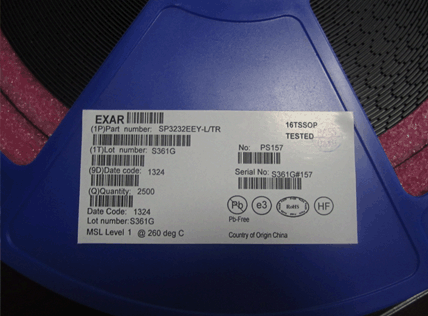 EXAR
16TSSOP
(1P)Part number: SP3232EEY-L/TR
TESTED
(1T)Lot number: S361G
No: PS157
(9D)Date code: 1324
Serial No: S361G#157
(Q)Quantity: 2500
Date Code: 1324
Lot number:S361G
Pb e3 RoHS HF
Pb-Free
MSL Level 1 @ 260 deg C
Country of Origin China